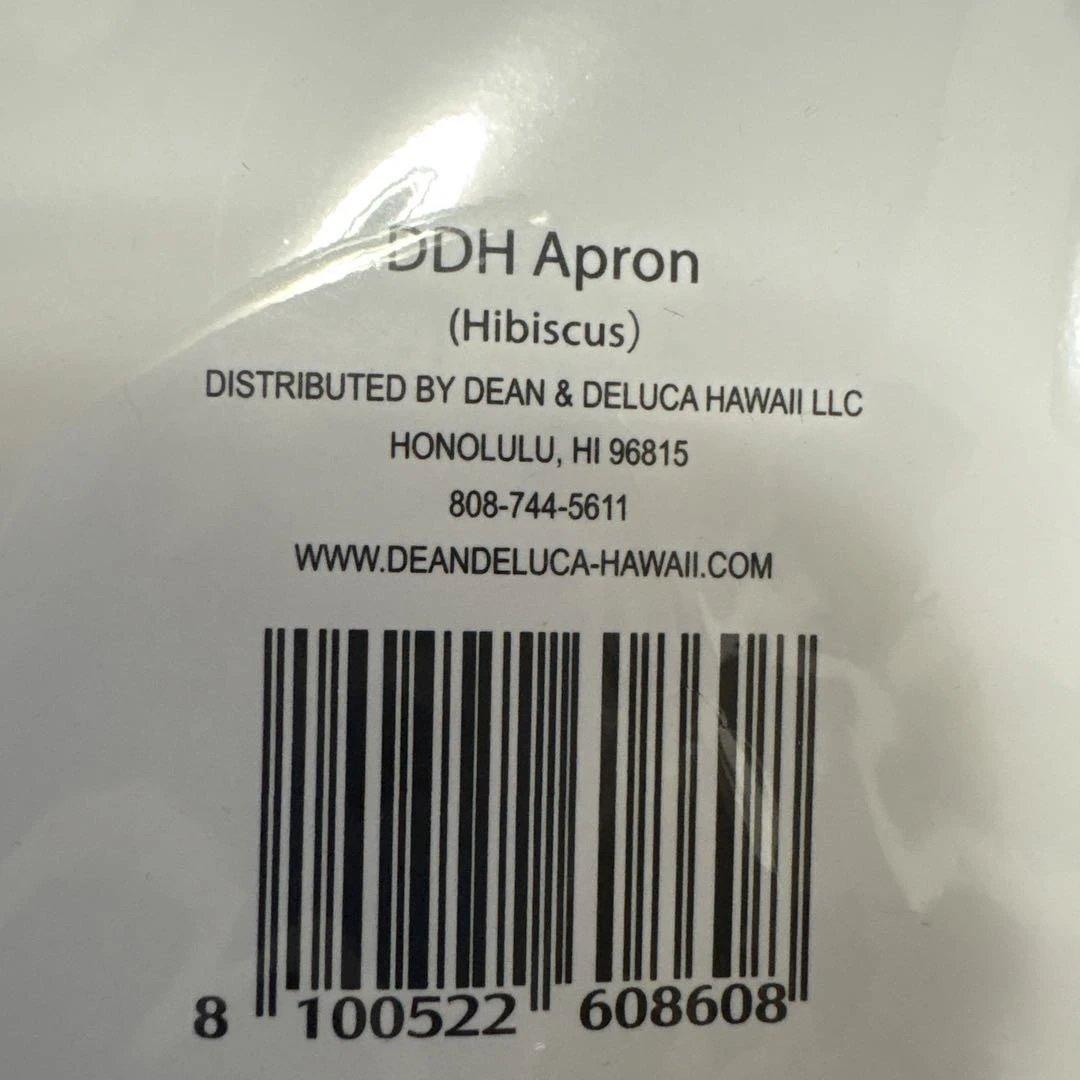 DDH Apron
(Hibiscus)
DISTRIBUTED BY DEAN & DELUCA HAWAII LLC
HONOLULU, HI 96815
808-744-5611
WWW.DEANDELUCA-HAWAII.COM
8 100522 608608